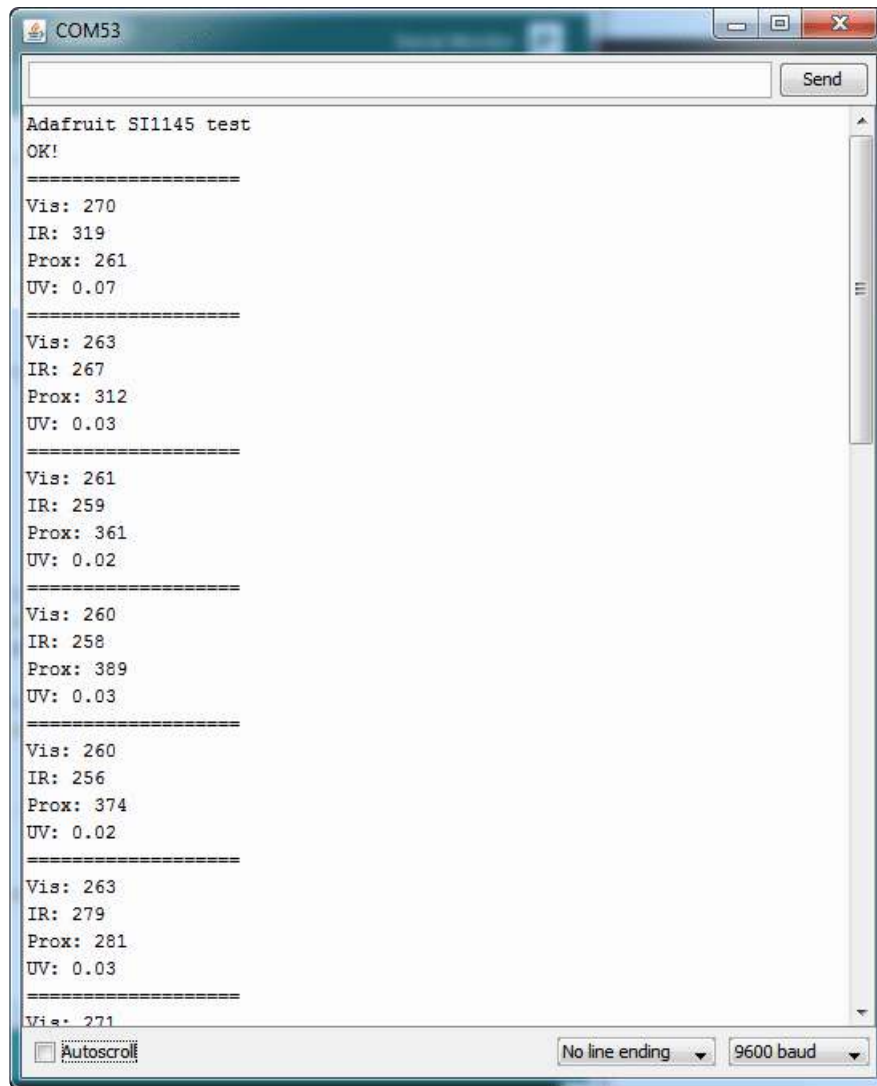 COM53
Send
Adafruit SI1145 test
OK!
===================
Vis: 270
IR: 319
Prox: 261
UV: 0.07
===================
Vis: 263
IR: 267
Prox: 312
UV: 0.03
===================
Vis: 261
IR: 259
Prox: 361
UV: 0.02
===================
Vis: 260
IR: 258
Prox: 389
UV: 0.03
===================
Vis: 260
IR: 256
Prox: 374
UV: 0.02
===================
Vis: 263
IR: 279
Prox: 281
UV: 0.03
===================
Vis: 271
Autoscroll No line ending 9600 baud